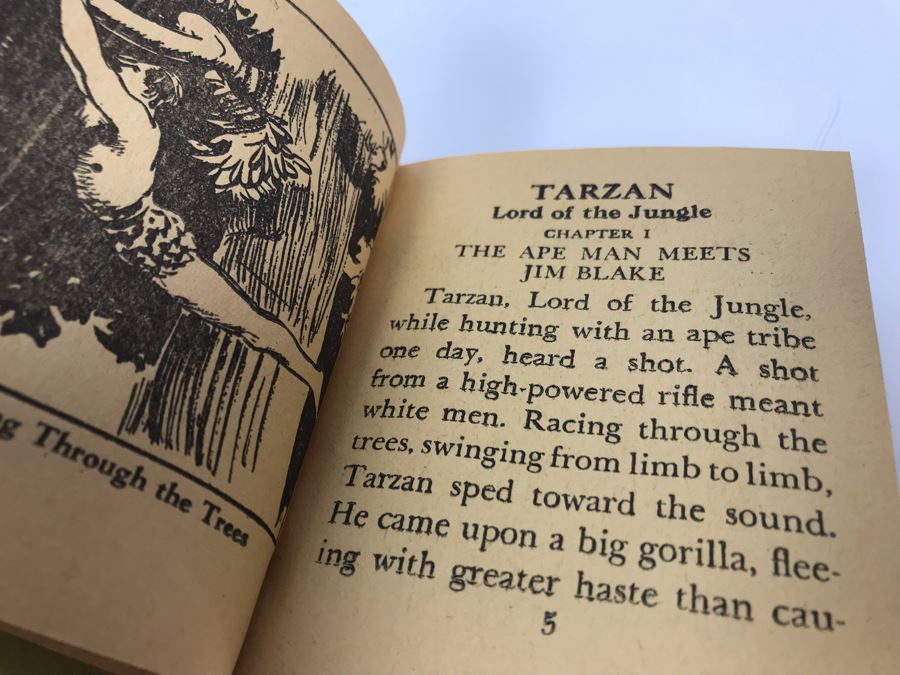 g Through the Trees
TARZAN
Lord of the Jungle
CHAPTER I
THE APE MAN MEETS
JIM BLAKE
Tarzan, Lord of the Jungle,
while hunting with an ape tribe
one day, heard a shot. A shot
from a high-powered rifle meant
white men. Racing through the
trees, swinging from limb to limb,
Tarzan sped toward the sound.
He came upon a big gorilla, flee-
ing with greater haste than cau-
5